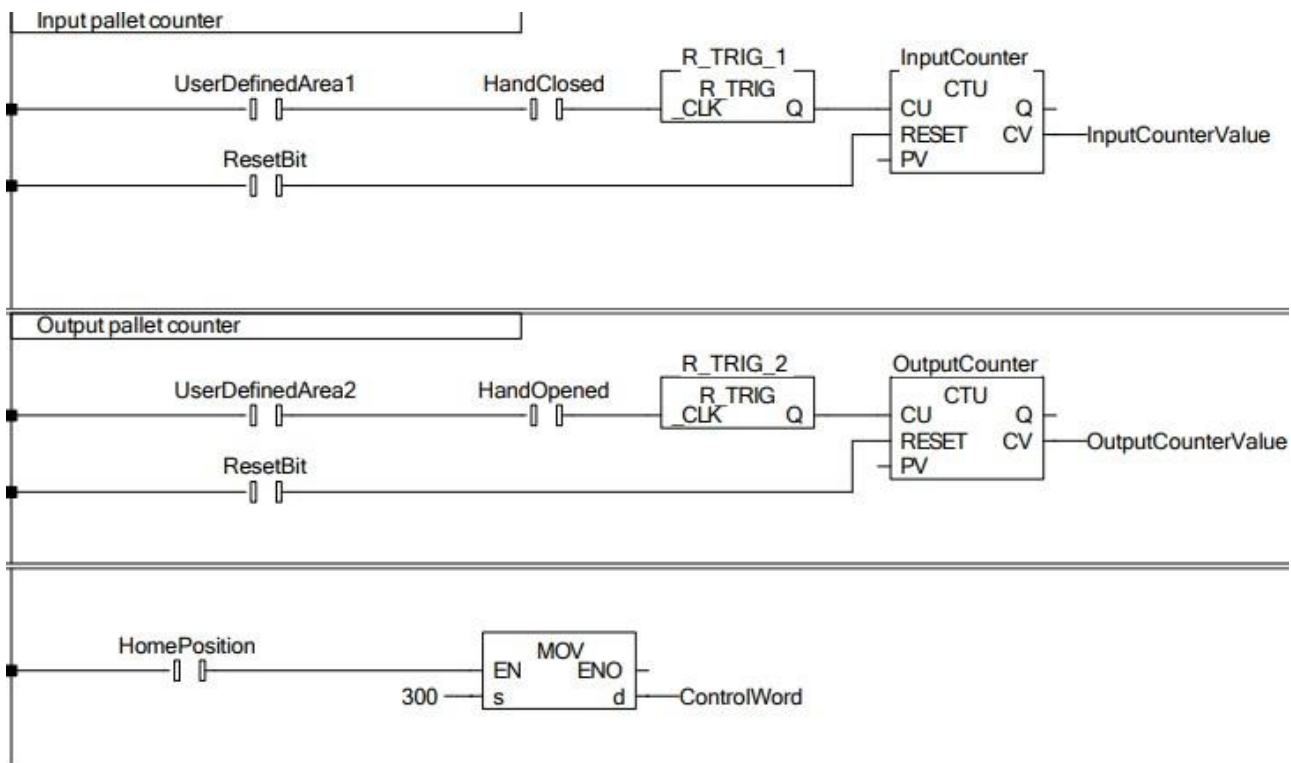 Input pallet counter
R_TRIG_1 InputCounter
UserDefinedArea1 HandClosed R_TRIG CTU
_CLK Q CU Q
RESET CV InputCounterValue
ResetBit PV
Output pallet counter
R_TRIG_2 OutputCounter
UserDefinedArea2 HandOpened R_TRIG CTU
_CLK Q CU Q
RESET CV OutputCounterValue
ResetBit PV
HomePosition MOV
EN ENO
300 s d ControlWord